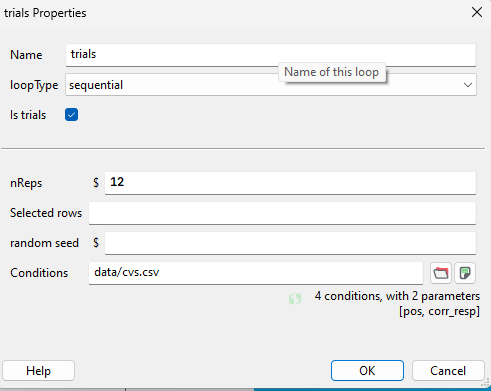 trials Properties
Name trials
Name of this loop
loopType sequential
Is trials
nReps $ 12
Selected rows
random seed $
Conditions data/cvs.csv
4 conditions, with 2 parameters
[pos, corr_resp]
Help OK Cancel